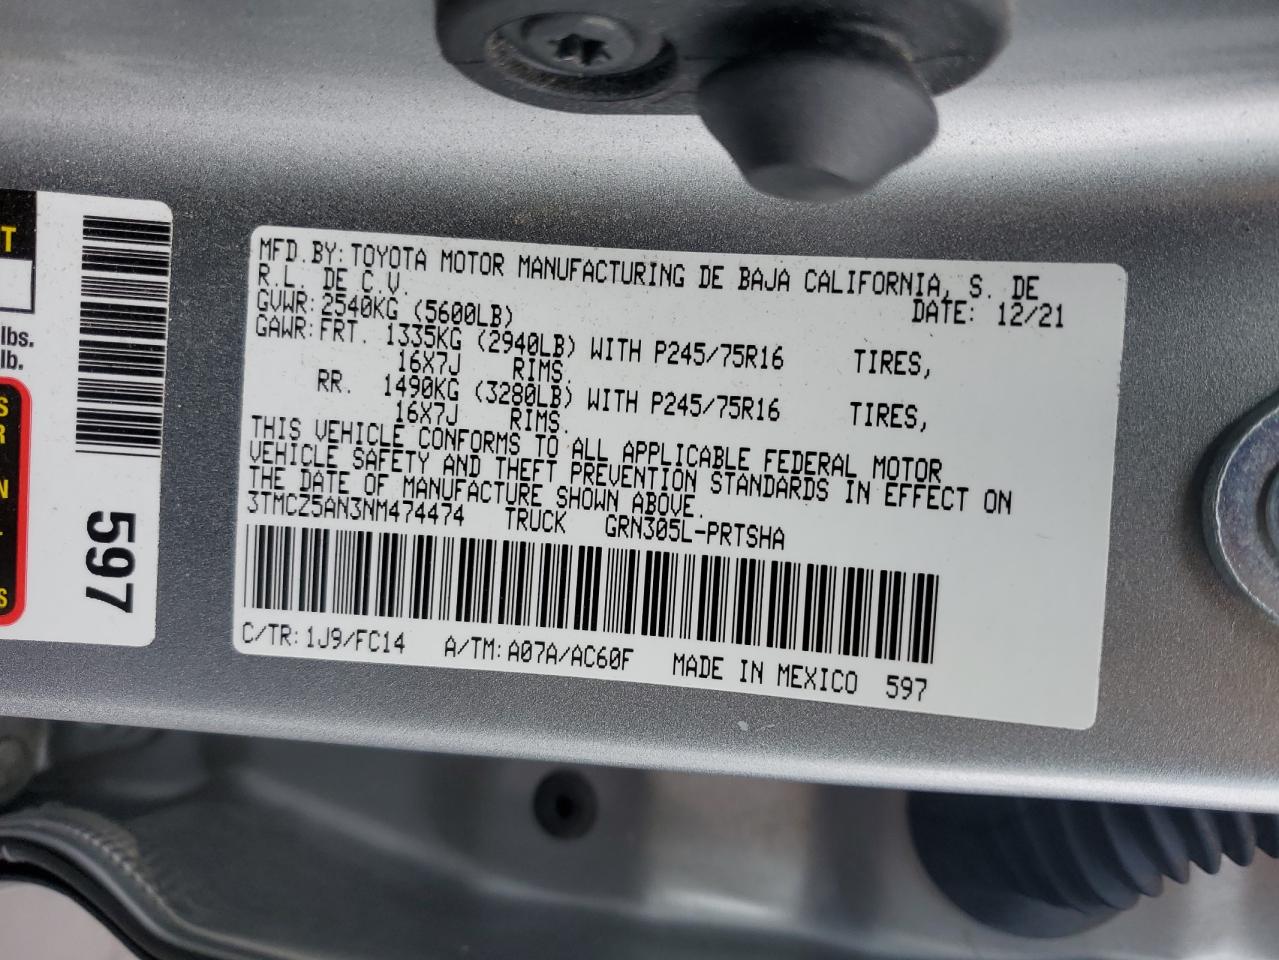 MFD.BY:TOYOTA MOTOR MANUFACTURING DE BAJA CALIFORNIA, S. DE
R.L. DE C.V. DATE: 12/21
GVWR:2540KG (5600LB)
GAWR:FRT. 1335KG (2940LB) WITH P245/75R16 TIRES,
16X7J RIMS.
RR. 1490KG (3280LB) WITH P245/75R16 TIRES,
16X7J RIMS.
THIS VEHICLE CONFORMS TO ALL APPLICABLE FEDERAL MOTOR
VEHICLE SAFETY AND THEFT PREVENTION STANDARDS IN EFFECT ON
THE DATE OF MANUFACTURE SHOWN ABOVE.
3TMCZ5AN3NM474474 TRUCK GRN305L-PRTSHA
C/TR:1J9/FC14 A/TM:A07A/AC60F MADE IN MEXICO 597
597
T
lbs.
lb.
S
R
N
S